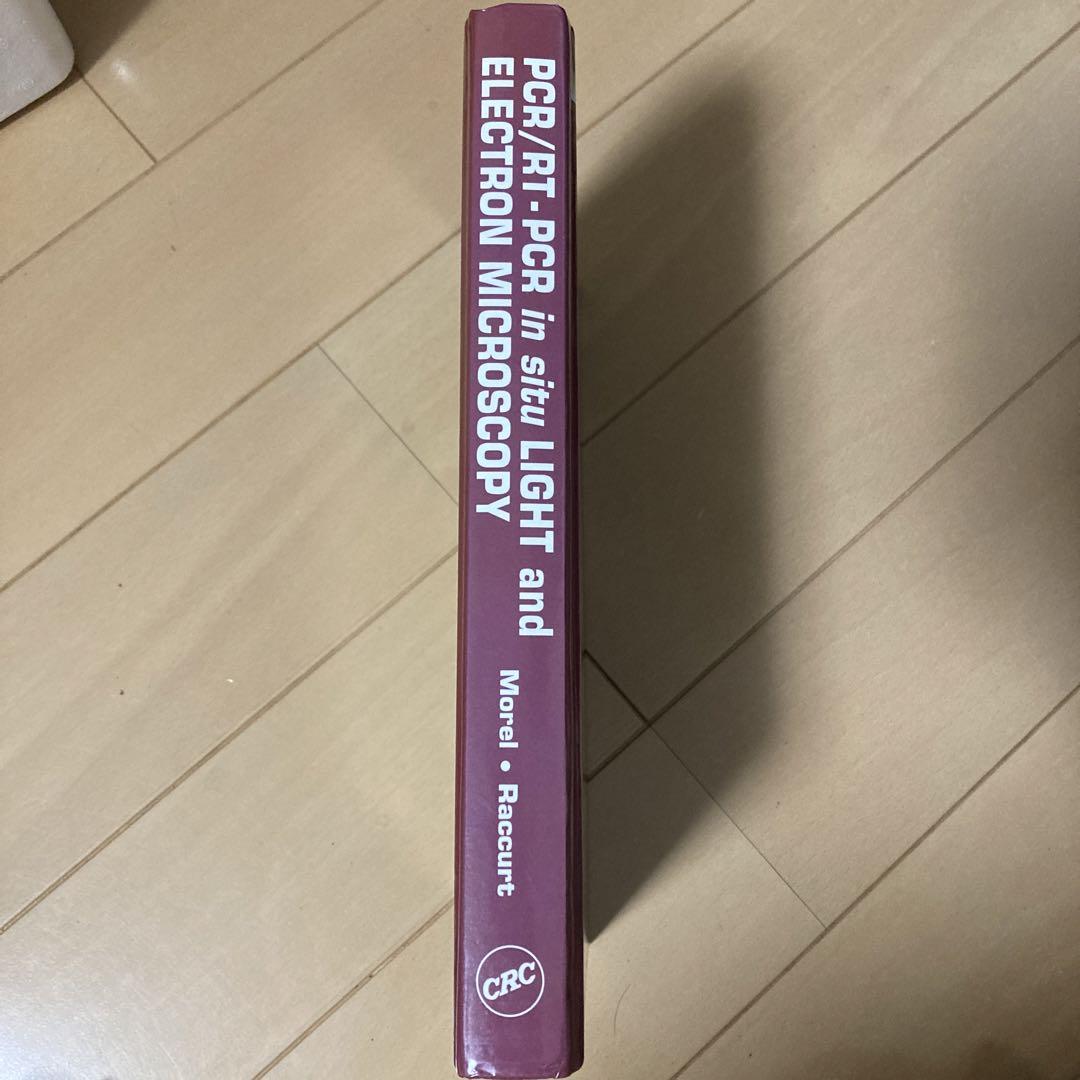 PCR/RT-PCR in situ LIGHT and
ELECTRON MICROSCOPY
Morel • Raccurt
CRC